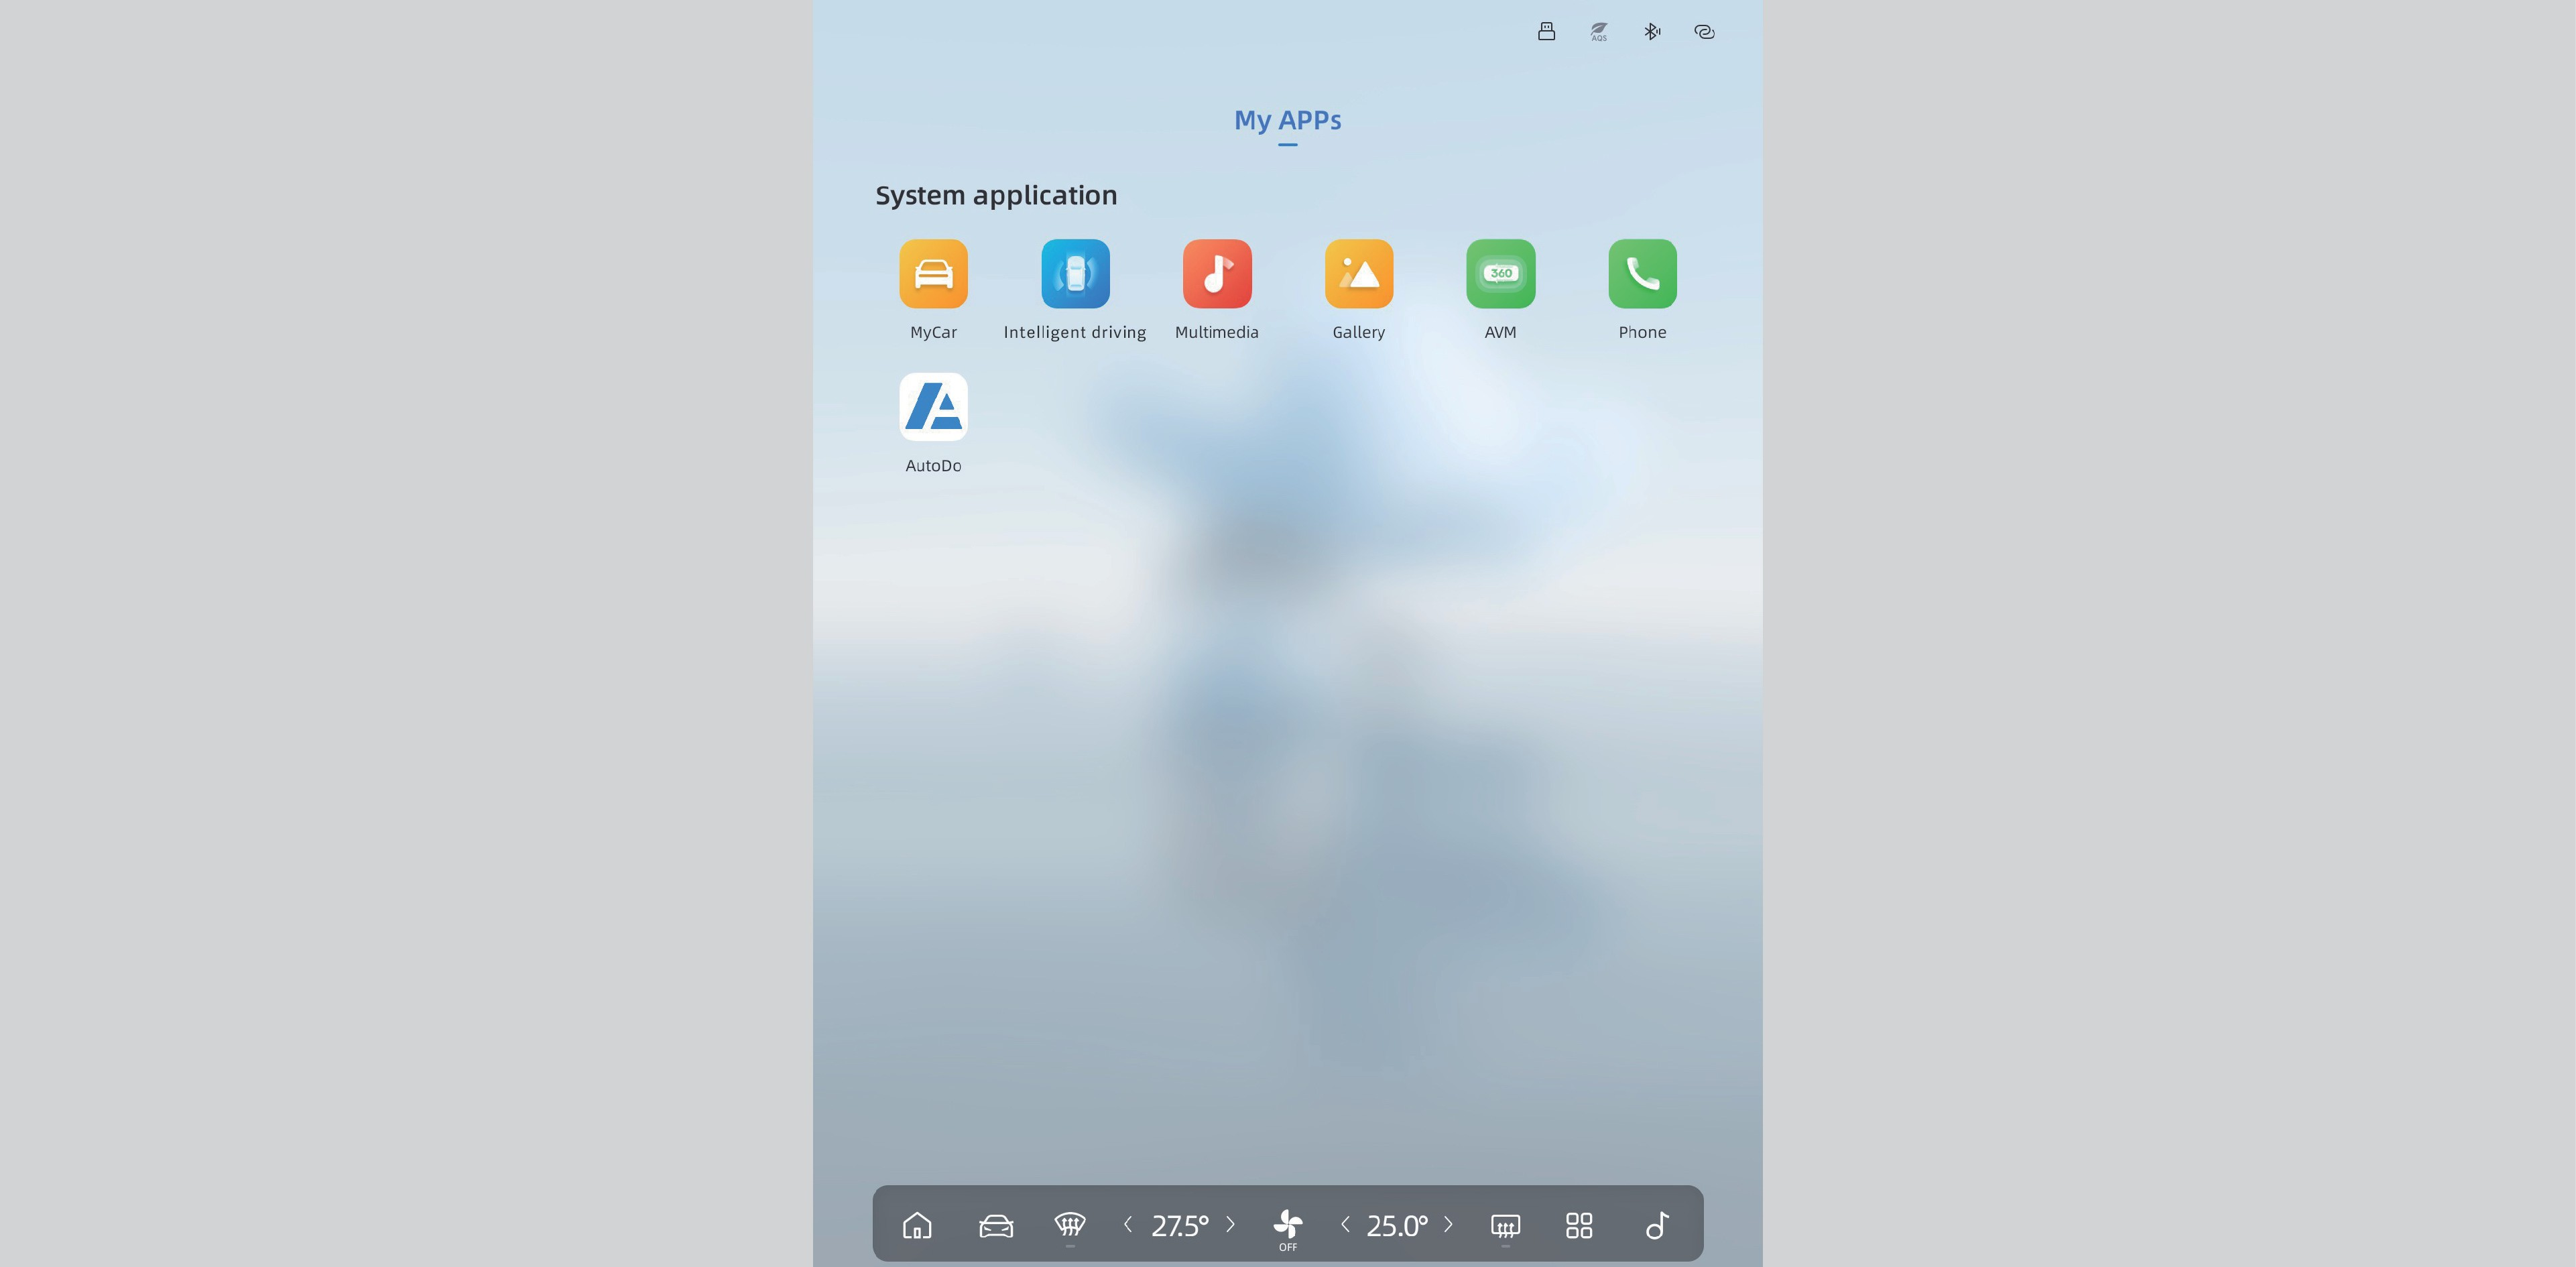 AQS
My APPs
System application
MyCar
Intelligent driving
Multimedia
Gallery
360
AVM
Phone
AutoDo
27.5°
OFF
25.0°